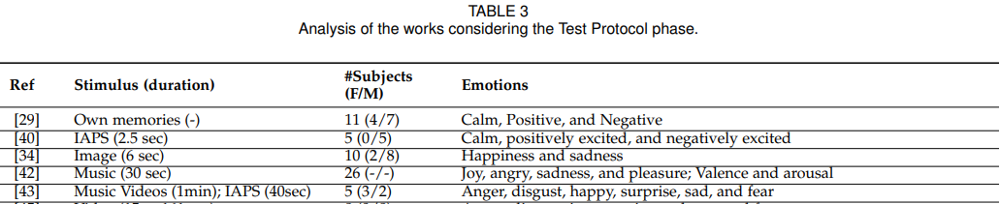 TABLE 3
Analysis of the works considering the Test Protocol phase.
Ref Stimulus (duration) #Subjects (F/M) Emotions
[29] Own memories (-) 11 (4/7) Calm, Positive, and Negative
[40] IAPS (2.5 sec) 5 (0/5) Calm, positively excited, and negatively excited
[34] Image (6 sec) 10 (2/8) Happiness and sadness
[42] Music (30 sec) 26 (-/-) Joy, angry, sadness, and pleasure; Valence and arousal
[43] Music Videos (1min); IAPS (40sec) 5 (3/2) Anger, disgust, happy, surprise, sad, and fear